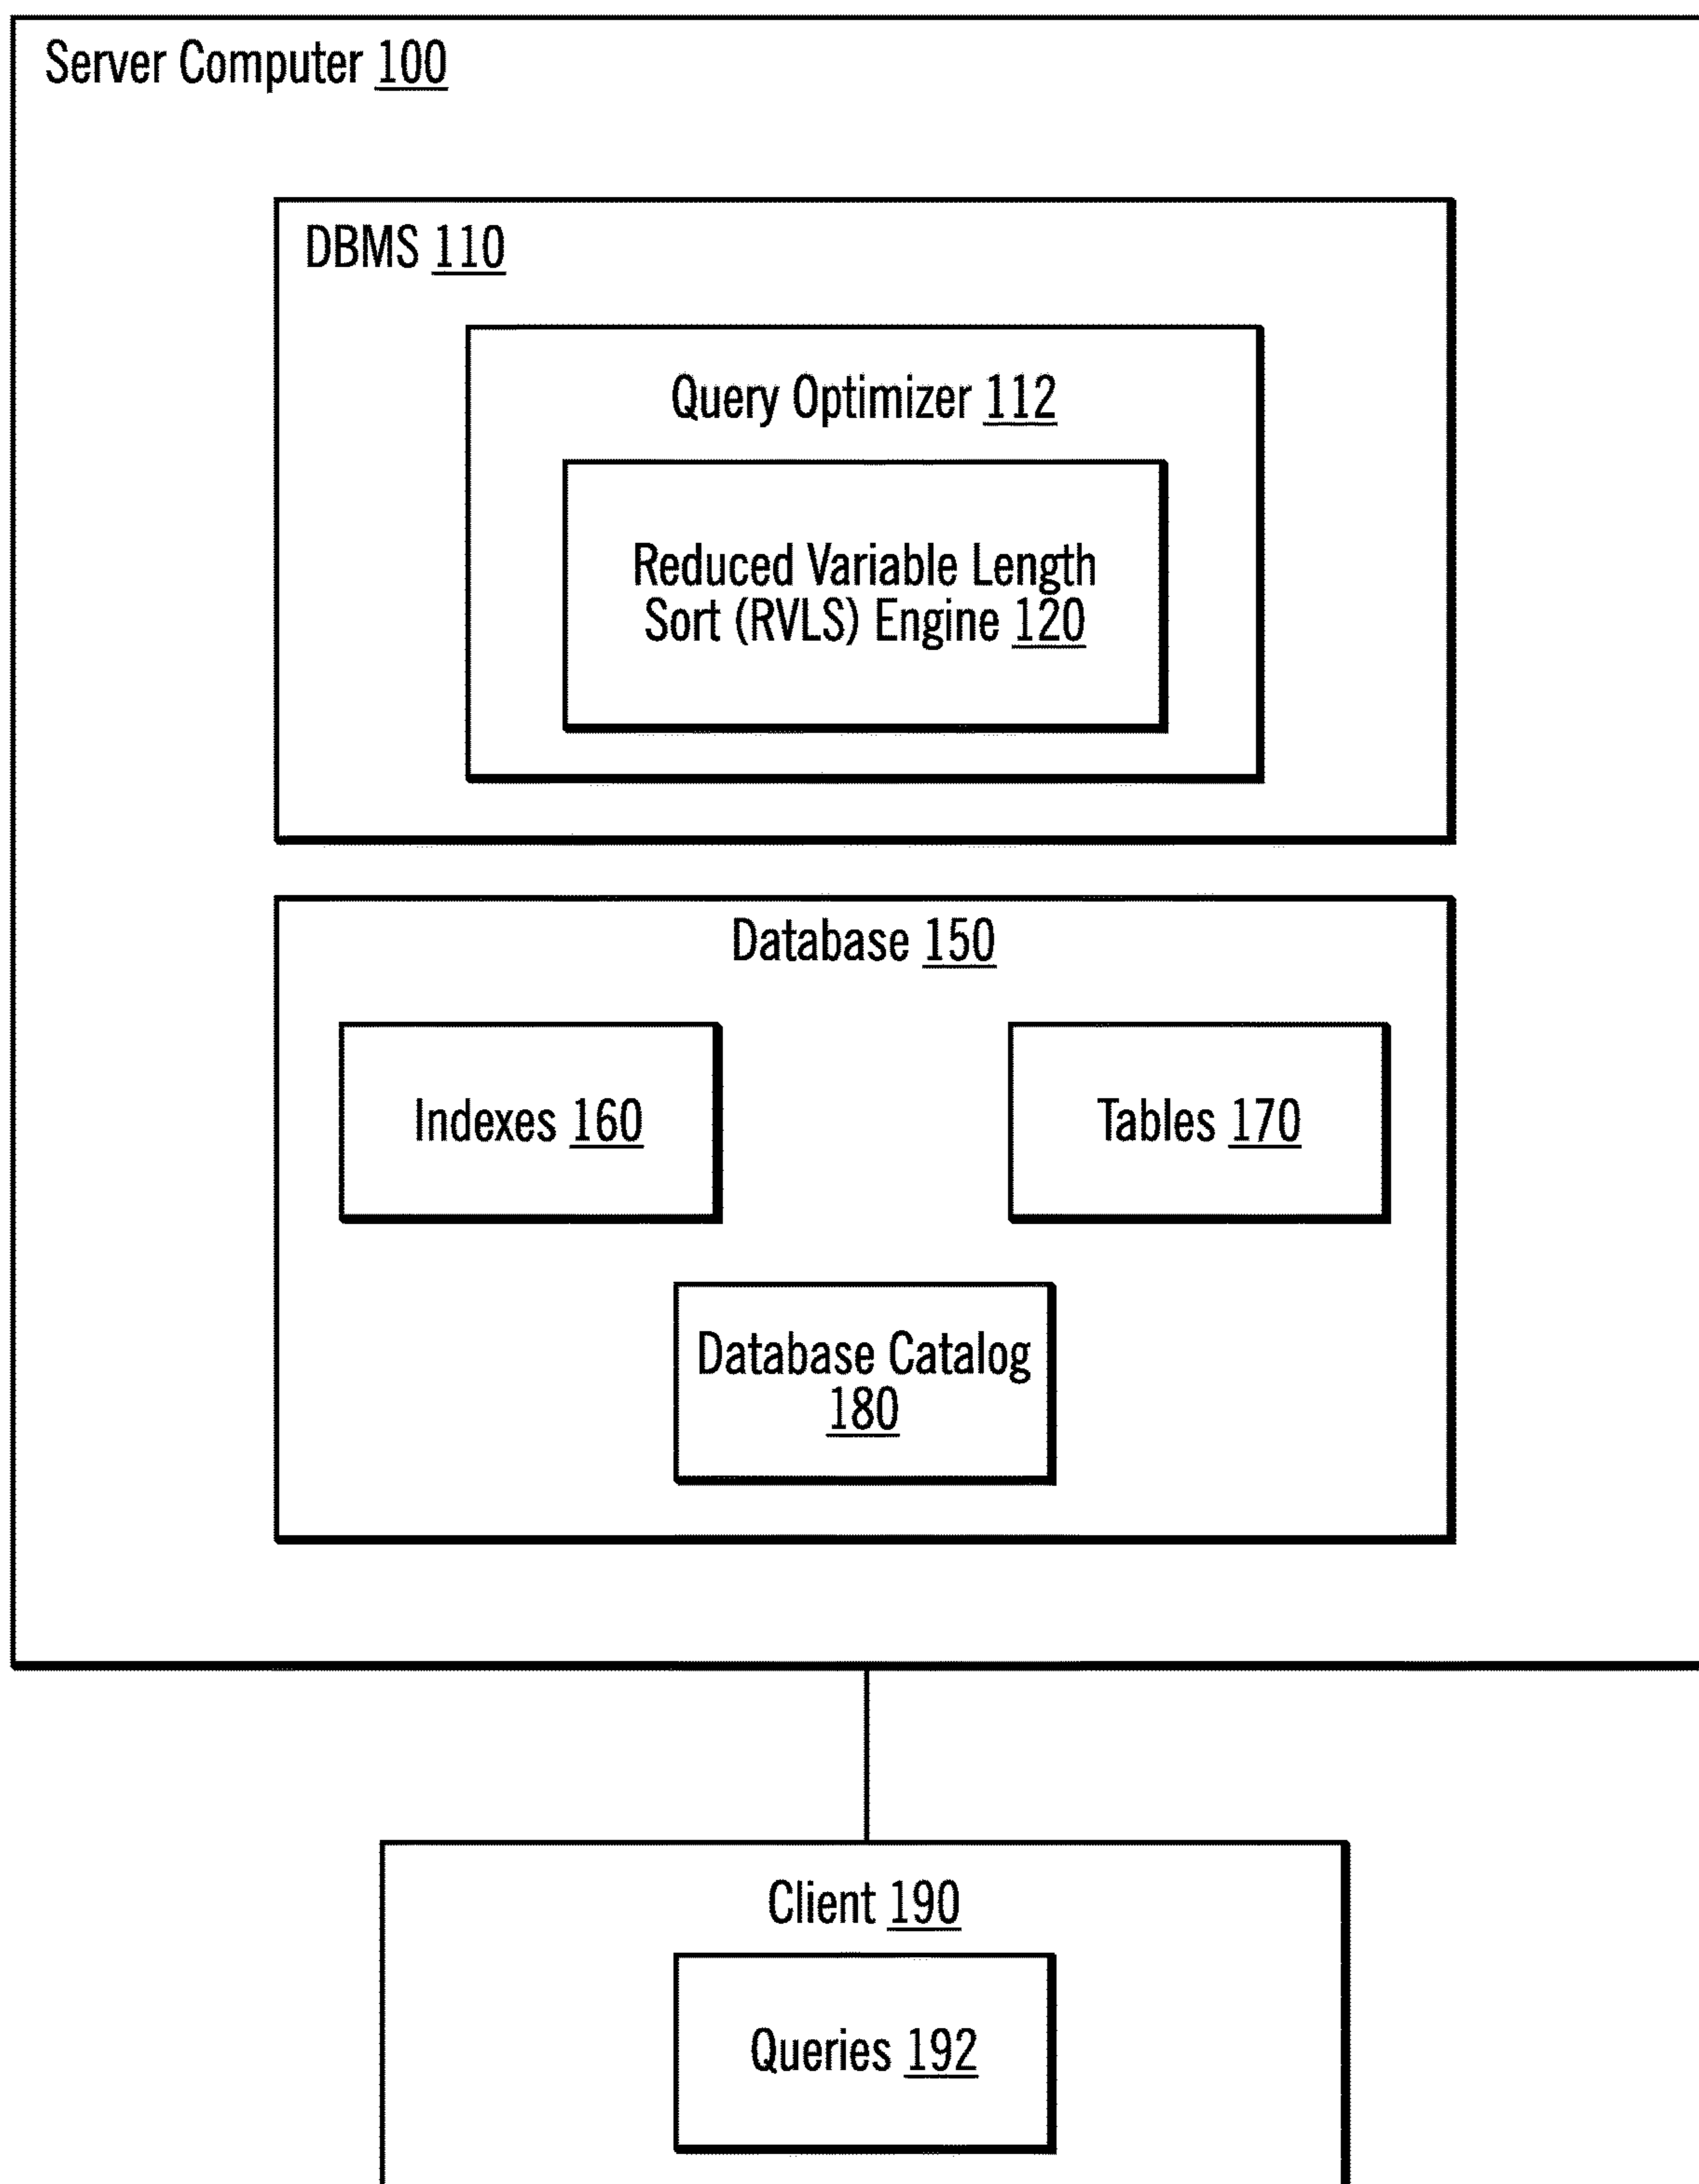 Server Computer 100
DBMS 110
Query Optimizer 112
Reduced Variable Length
Sort (RVLS) Engine 120
Database 150
Indexes 160
Tables 170
Database Catalog
180
Client 190
Queries 192